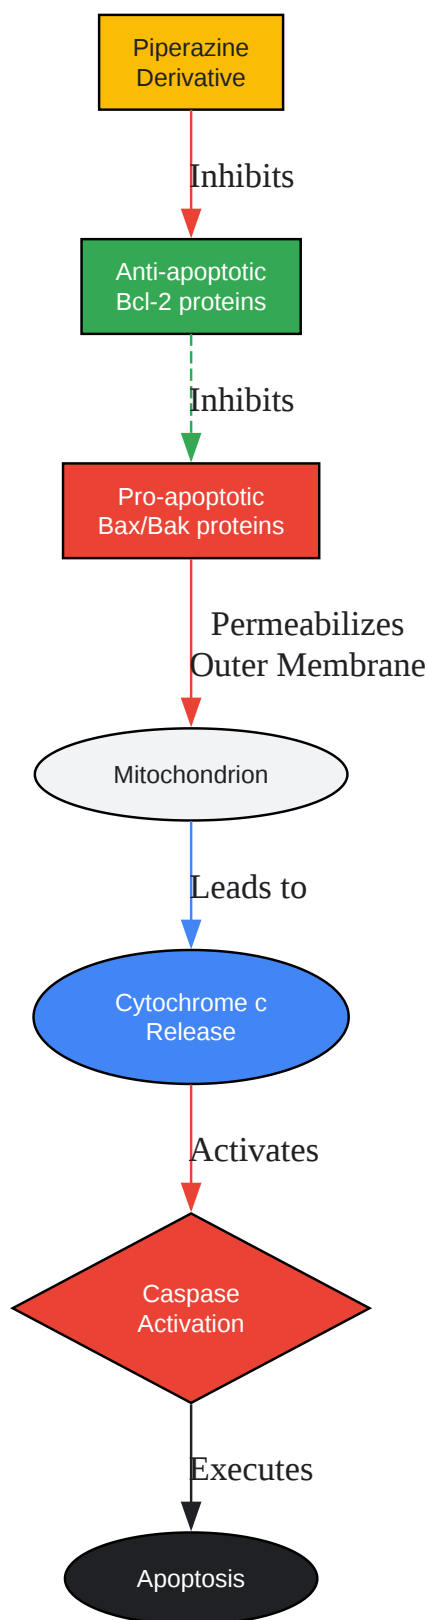 Piperazine
Derivative
Inhibits
Anti-apoptotic
Bcl-2 proteins
Inhibits
Pro-apoptotic
Bax/Bak proteins
Permeabilizes
Outer Membrane
Mitochondrion
Leads to
Cytochrome c
Release
Activates
Caspase
Activation
Executes
Apoptosis